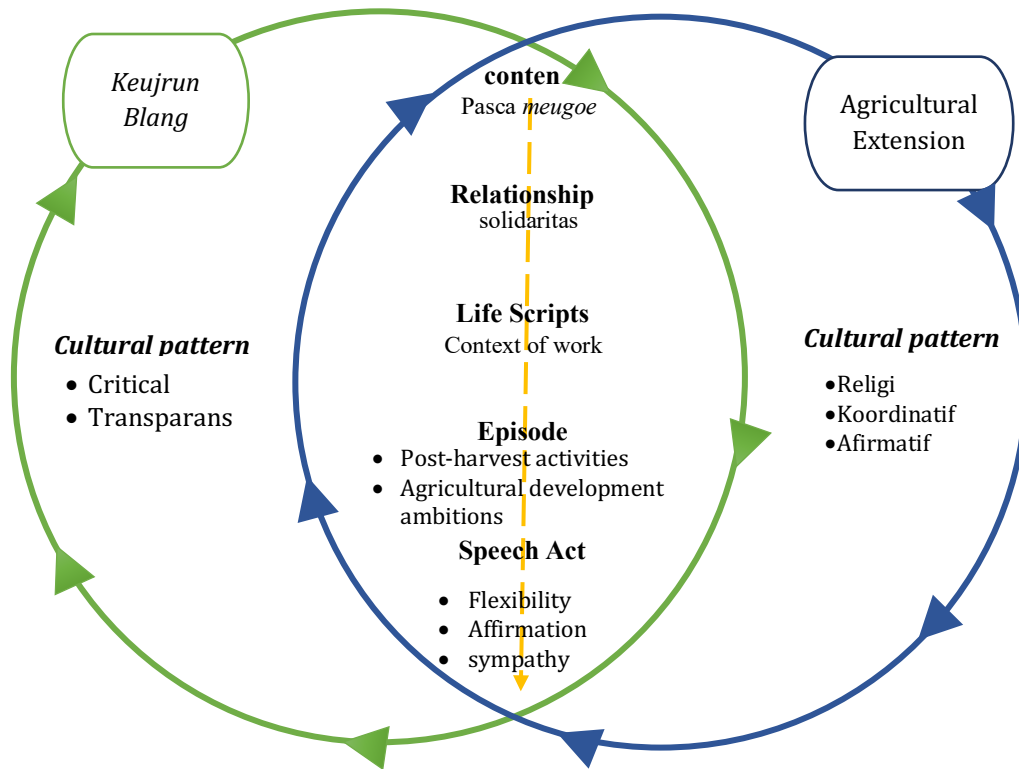 Keujrun
Blang
Agricultural
Extension
conten
Pasca meugoe
Relationship
solidaritas
Life Scripts
Context of work
Episode
• Post-harvest activities
• Agricultural development
ambitions
Speech Act
• Flexibility
• Affirmation
• sympathy
Cultural pattern
• Critical
• Transparans
Cultural pattern
•Religi
•Koordinatif
•Afirmatif